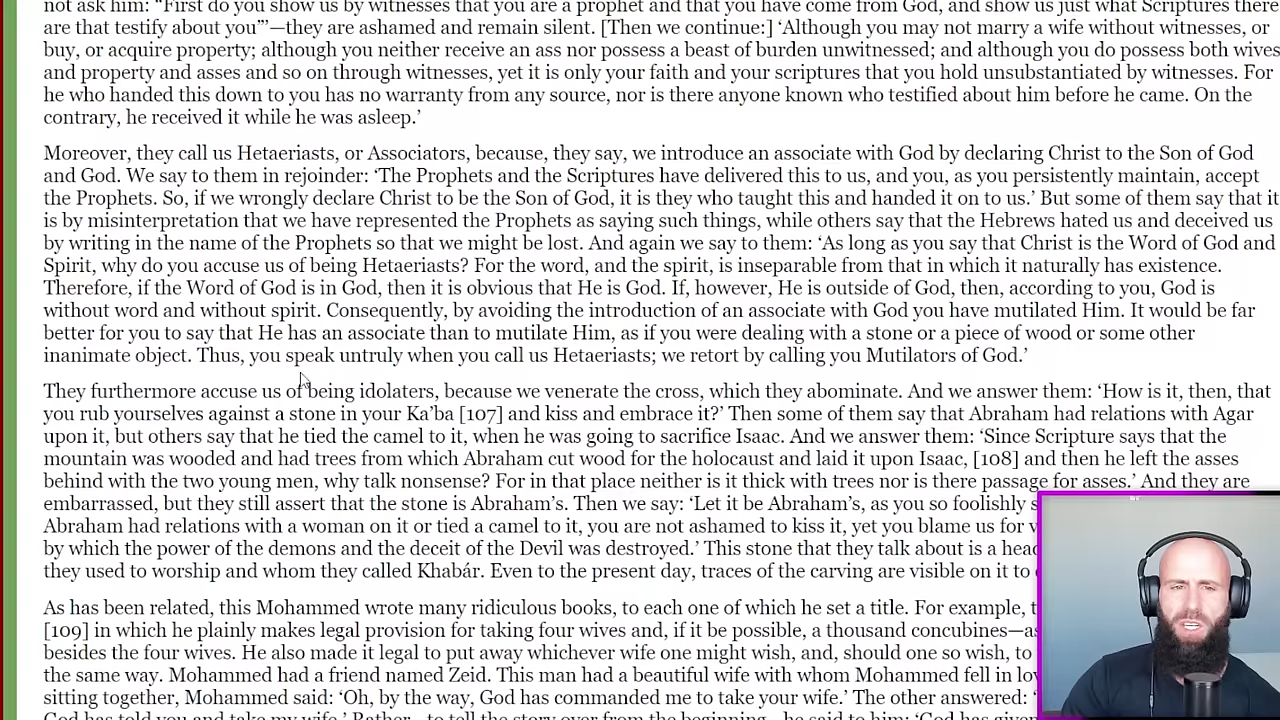 not ask him: “First do you show us by witnesses that you are a prophet and that you have come from God, and show us just what Scriptures there
are that testify about you”’—they are ashamed and remain silent. [Then we continue:] ‘Although you may not marry a wife without witnesses, or
buy, or acquire property; although you neither receive an ass nor possess a beast of burden unwitnessed; and although you do possess both wives
and property and asses and so on through witnesses, yet it is only your faith and your scriptures that you hold unsubstantiated by witnesses. For
he who handed this down to you has no warranty from any source, nor is there anyone known who testified about him before he came. On the
contrary, he received it while he was asleep.’
Moreover, they call us Hetaeriasts, or Associators, because, they say, we introduce an associate with God by declaring Christ to the Son of God
and God. We say to them in rejoinder: ‘The Prophets and the Scriptures have delivered this to us, and you, as you persistently maintain, accept
the Prophets. So, if we wrongly declare Christ to be the Son of God, it is they who taught this and handed it on to us.’ But some of them say that it
is by misinterpretation that we have represented the Prophets as saying such things, while others say that the Hebrews hated us and deceived us
by writing in the name of the Prophets so that we might be lost. And again we say to them: ‘As long as you say that Christ is the Word of God and
Spirit, why do you accuse us of being Hetaeriasts? For the word, and the spirit, is inseparable from that in which it naturally has existence.
Therefore, if the Word of God is in God, then it is obvious that He is God. If, however, He is outside of God, then, according to you, God is
without word and without spirit. Consequently, by avoiding the introduction of an associate with God you have mutilated Him. It would be far
better for you to say that He has an associate than to mutilate Him, as if you were dealing with a stone or a piece of wood or some other
inanimate object. Thus, you speak untruly when you call us Hetaeriasts; we retort by calling you Mutilators of God.’
They furthermore accuse us of being idolaters, because we venerate the cross, which they abominate. And we answer them: ‘How is it, then, that
you rub yourselves against a stone in your Ka’ba [107] and kiss and embrace it?’ Then some of them say that Abraham had relations with Agar
upon it, but others say that he tied the camel to it, when he was going to sacrifice Isaac. And we answer them: ‘Since Scripture says that the
mountain was wooded and had trees from which Abraham cut wood for the holocaust and laid it upon Isaac, [108] and then he left the asses
behind with the two young men, why talk nonsense? For in that place neither is it thick with trees nor is there passage for asses.’ And they are
embarrassed, but they still assert that the stone is Abraham’s. Then we say: ‘Let it be Abraham’s, as you so foolishly
Abraham had relations with a woman on it or tied a camel to it, you are not ashamed to kiss it, yet you blame us for
by which the power of the demons and the deceit of the Devil was destroyed.’ This stone that they talk about is a
they used to worship and whom they called Khabár. Even to the present day, traces of the carving are visible on it to
As has been related, this Mohammed wrote many ridiculous books, to each one of which he set a title. For example,
[109] in which he plainly makes legal provision for taking four wives and, if it be possible, a thousand concubines—
besides the four wives. He also made it legal to put away whichever wife one might wish, and, should one so wish, to
the same way. Mohammed had a friend named Zeid. This man had a beautiful wife with whom Mohammed fell in
sitting together, Mohammed said: ‘Oh, by the way, God has commanded me to take your wife.’ The other answered:
God has told you and take my wife.’ Rather—to tell the story over from the beginning—he said to him: ‘God has